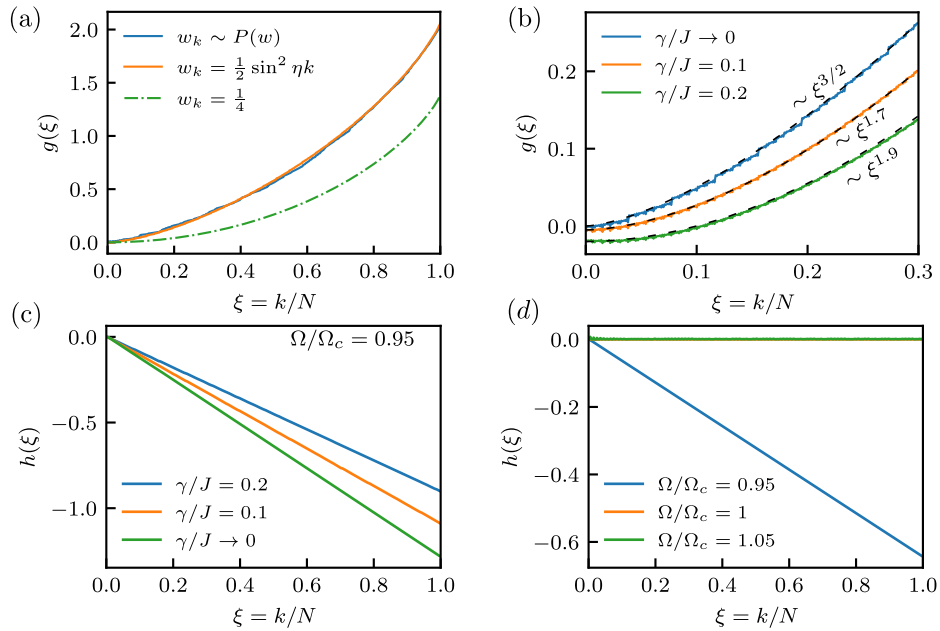 (a)
2.0
1.5
1.0
0.5
0.0
g(ξ)
w_k ∼ P(w)
w_k = 1/2 sin² ηk
w_k = 1/4
0.0 0.2 0.4 0.6 0.8 1.0
ξ = k/N
(b)
0.2
0.1
0.0
g(ξ)
γ/J → 0
γ/J = 0.1
γ/J = 0.2
∼ ξ^{3/2}
∼ ξ^{1.7}
∼ ξ^{1.9}
0.0 0.1 0.2 0.3
ξ = k/N
(c)
0.0
−0.5
−1.0
h(ξ)
Ω/Ω_c = 0.95
γ/J = 0.2
γ/J = 0.1
γ/J → 0
0.0 0.2 0.4 0.6 0.8 1.0
ξ = k/N
(d)
0.0
−0.2
−0.4
−0.6
h(ξ)
Ω/Ω_c = 0.95
Ω/Ω_c = 1
Ω/Ω_c = 1.05
0.0 0.2 0.4 0.6 0.8 1.0
ξ = k/N